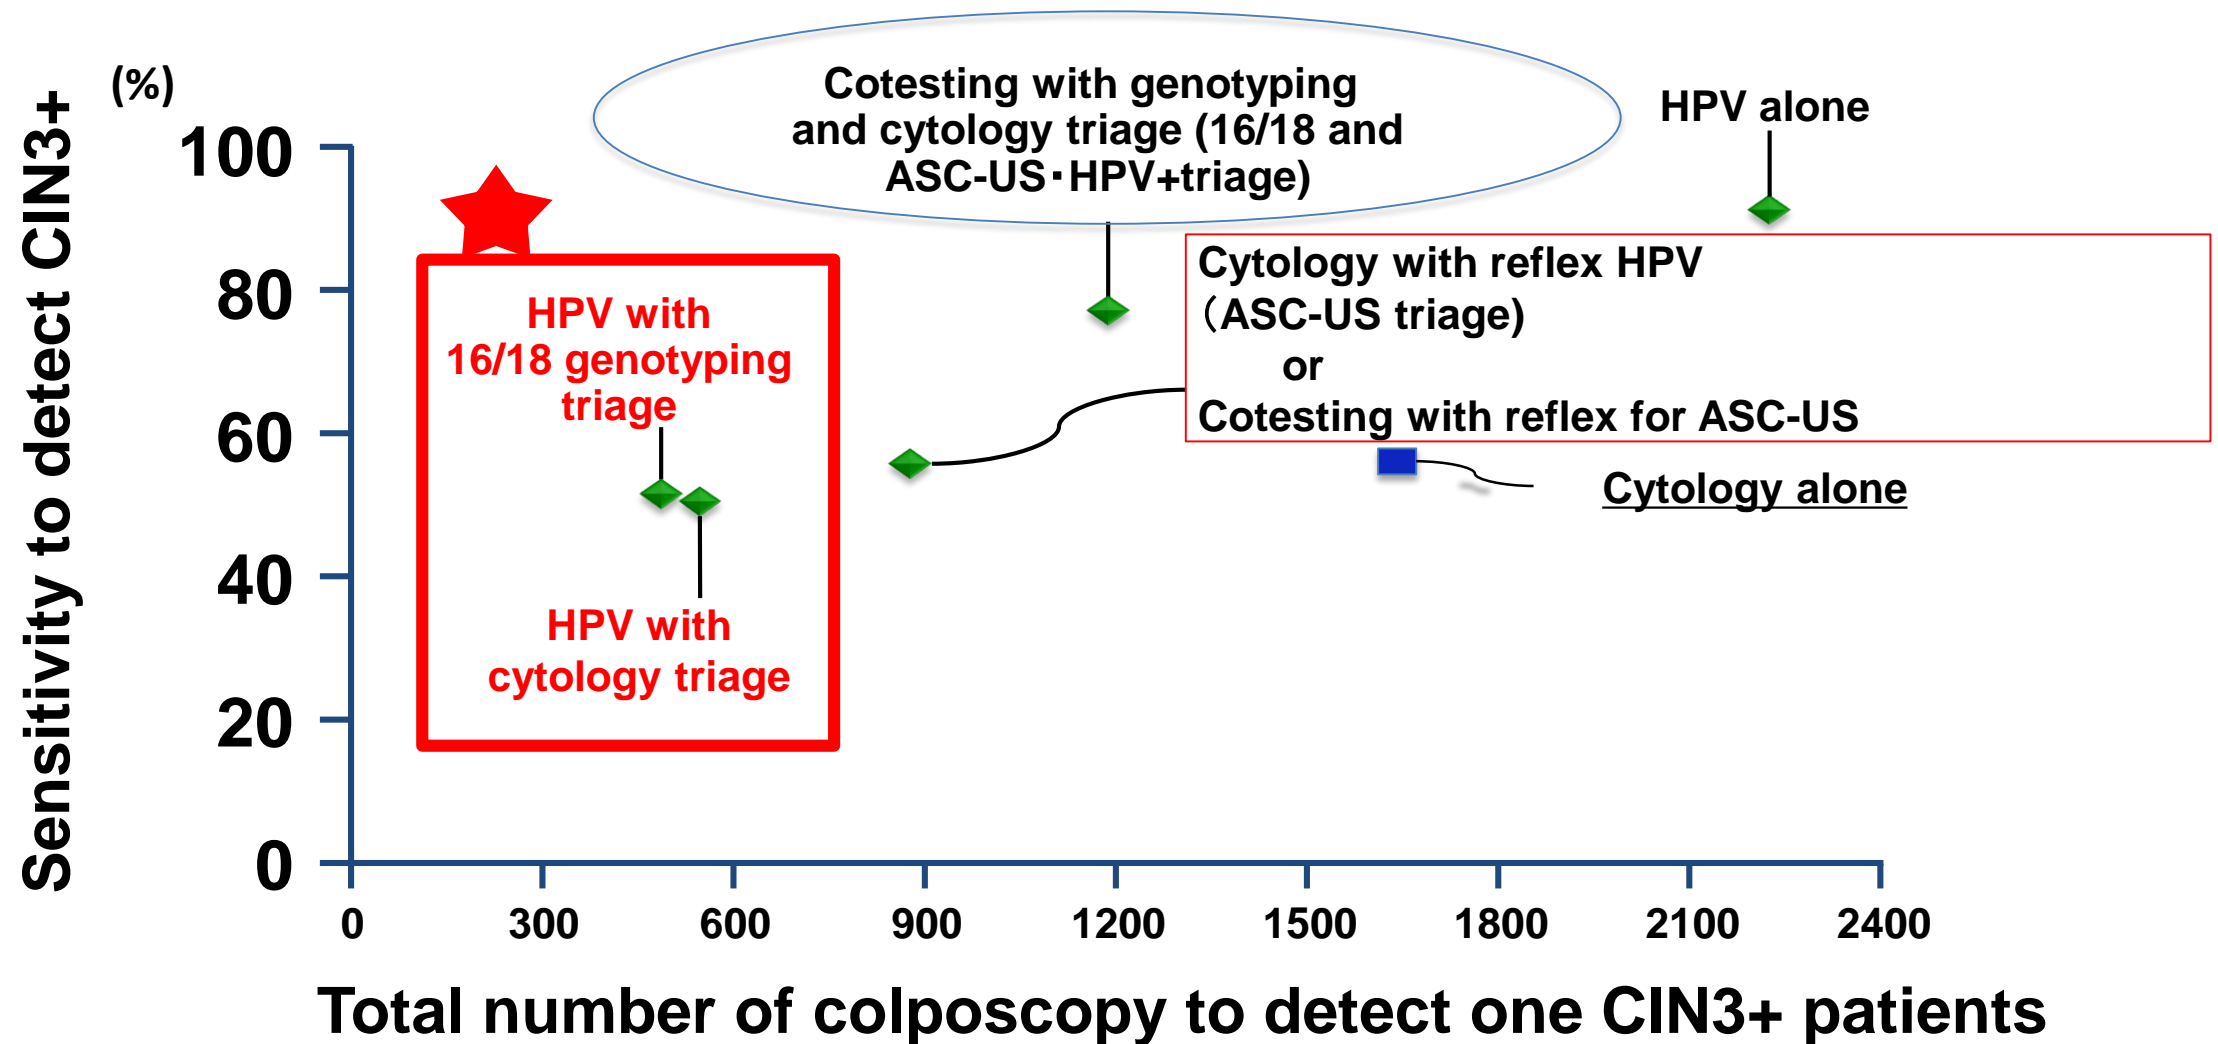 (%)
Sensitivity to detect CIN3+
100
80
60
40
20
0
Cotesting with genotyping
and cytology triage (16/18 and
ASC-US・HPV+triage)
HPV alone
Cytology with reflex HPV
（ASC-US triage)
or
Cotesting with reflex for ASC-US
Cytology alone
HPV with
16/18 genotyping
triage
HPV with
cytology triage
0 300 600 900 1200 1500 1800 2100 2400
Total number of colposcopy to detect one CIN3+ patients